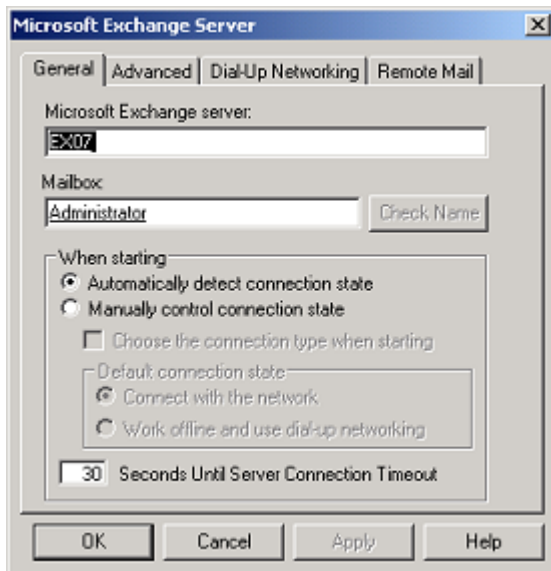 Microsoft Exchange Server
General Advanced Dial-Up Networking Remote Mail
Microsoft Exchange server:
EX07
Mailbox:
Administrator Check Name
When starting
Automatically detect connection state
Manually control connection state
Choose the connection type when starting
Default connection state
Connect with the network
Work offline and use dial-up networking
30 Seconds Until Server Connection Timeout
OK Cancel Apply Help